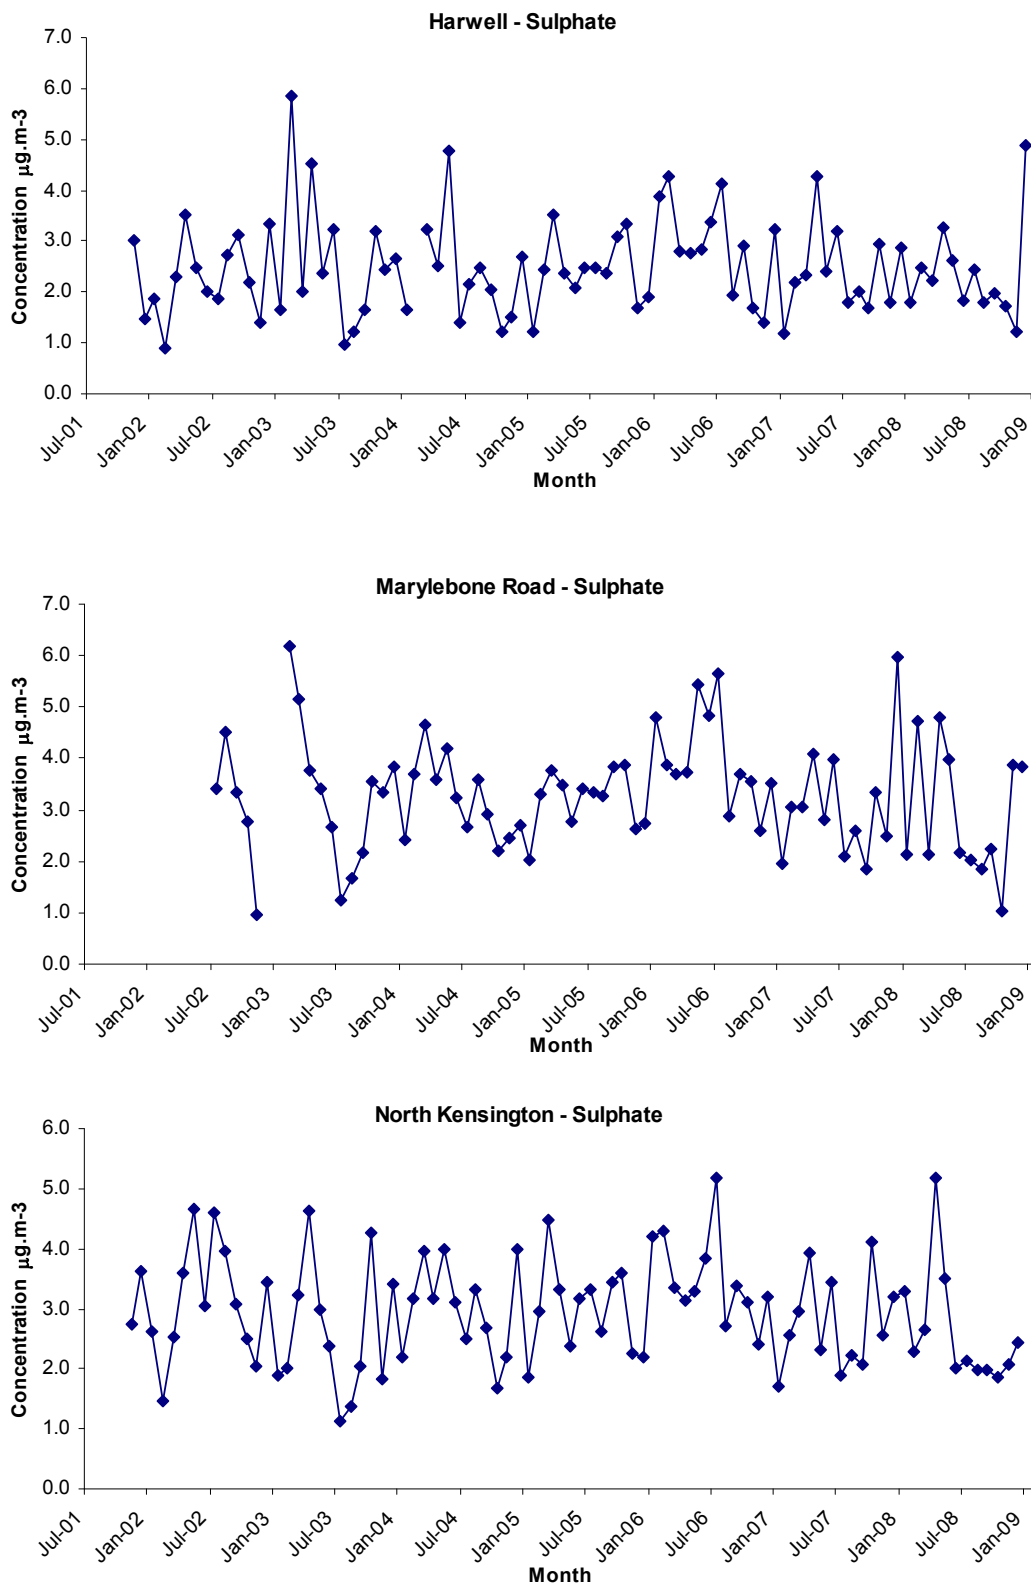 Harwell - Sulphate
7.0
6.0
5.0
4.0
3.0
2.0
1.0
0.0
Concentration µg.m-3
Jul-01 Jan-02 Jul-02 Jan-03 Jul-03 Jan-04 Jul-04 Jan-05 Jul-05 Jan-06 Jul-06 Jan-07 Jul-07 Jan-08 Jul-08 Jan-09
Month
Marylebone Road - Sulphate
7.0
6.0
5.0
4.0
3.0
2.0
1.0
0.0
Concentration µg.m-3
Jul-01 Jan-02 Jul-02 Jan-03 Jul-03 Jan-04 Jul-04 Jan-05 Jul-05 Jan-06 Jul-06 Jan-07 Jul-07 Jan-08 Jul-08 Jan-09
Month
North Kensington - Sulphate
6.0
5.0
4.0
3.0
2.0
1.0
0.0
Concentration µg.m-3
Jul-01 Jan-02 Jul-02 Jan-03 Jul-03 Jan-04 Jul-04 Jan-05 Jul-05 Jan-06 Jul-06 Jan-07 Jul-07 Jan-08 Jul-08 Jan-09
Month